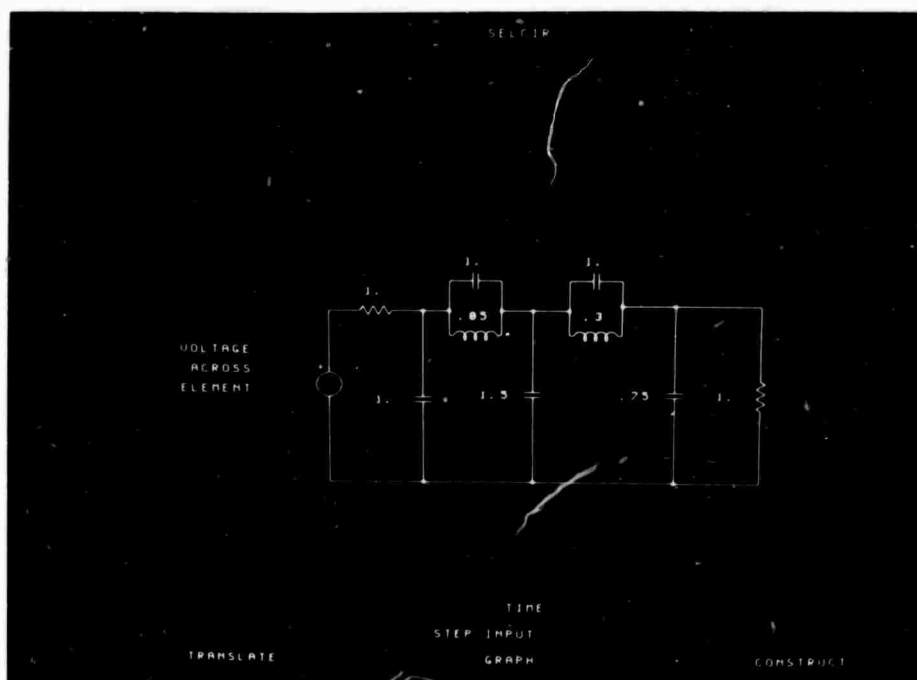 SELCIR
1. 1.
1.
.05 .3
VOLTAGE
ACROSS
ELEMENT
1. 1.5 .75 1.
TIME
STEP INPUT
GRAPH
TRANSLATE CONSTRUCT